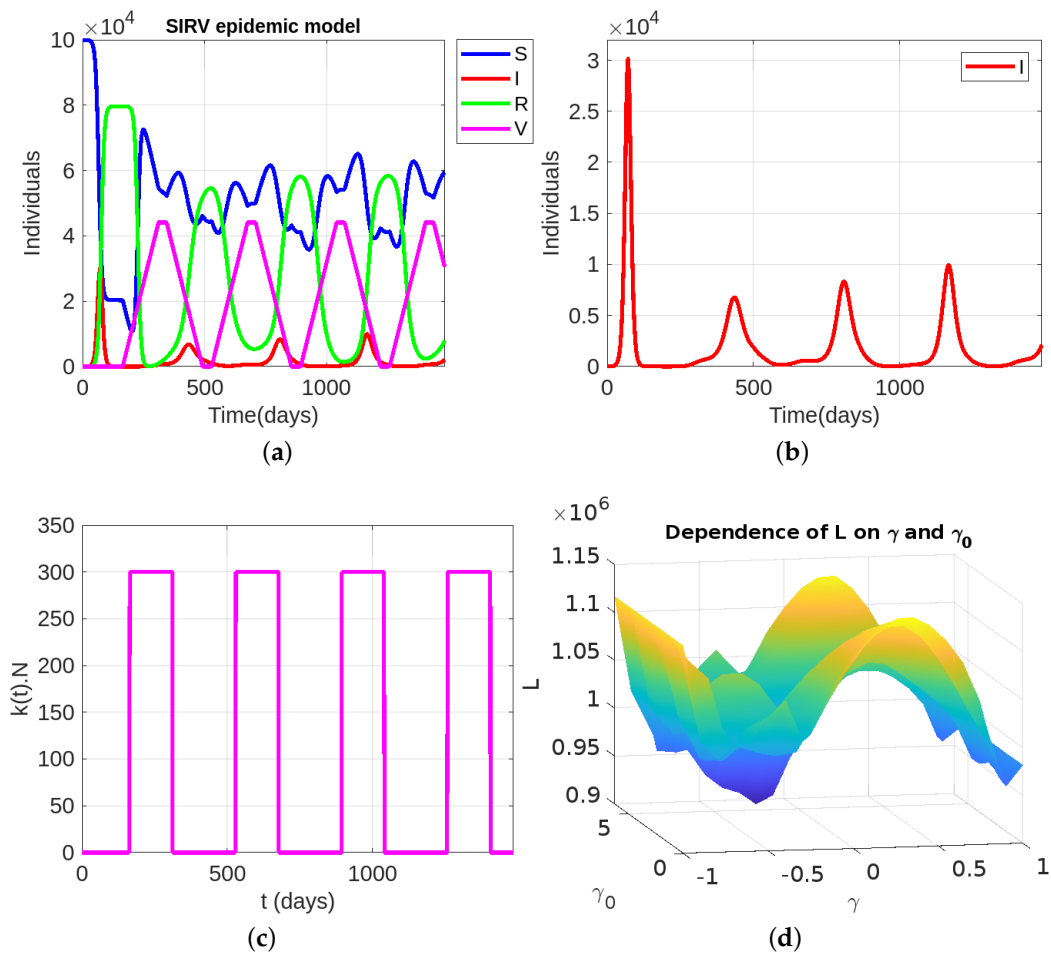 ×10⁴
SIRV epidemic model
10
8
6
4
2
0
Individuals
0
500
1000
Time(days)
S
I
R
V
(a)
×10⁴
3
2.5
2
1.5
1
0.5
0
Individuals
0
500
1000
Time(days)
I
(b)
350
300
250
200
150
100
50
0
k(t).N
0
500
1000
t (days)
(c)
×10⁶
Dependence of L on γ and γ₀
1.15
1.1
1.05
1
0.95
0.9
L
5
0
γ₀
-1
-0.5
0
0.5
1
γ
(d)